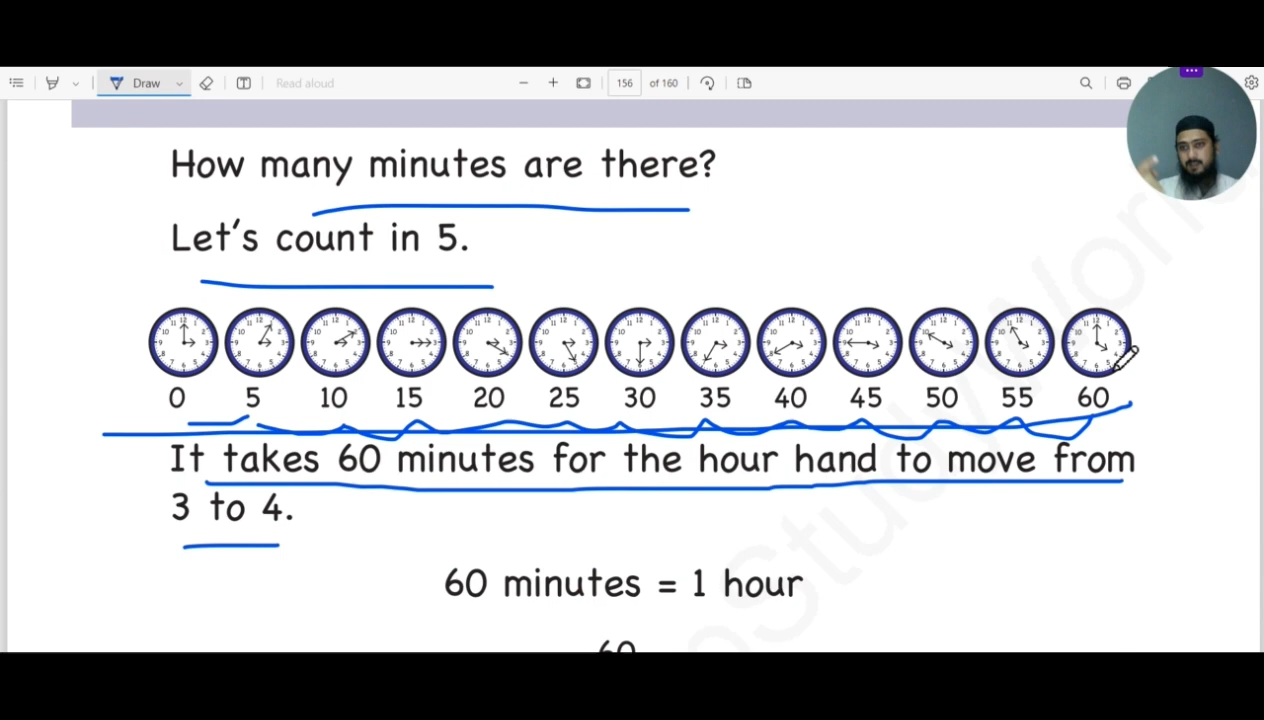 Draw
Read aloud
156 of 160
How many minutes are there?
Let's count in 5.
0 5 10 15 20 25 30 35 40 45 50 55 60
It takes 60 minutes for the hour hand to move from
3 to 4.
60 minutes = 1 hour
60